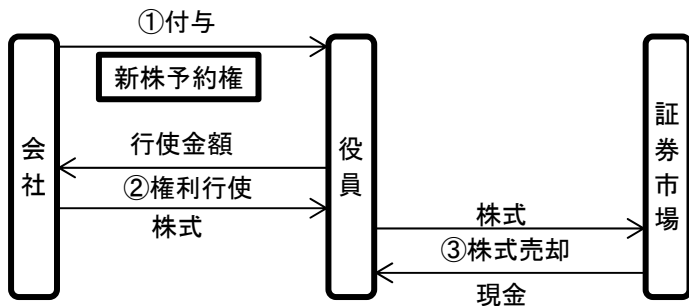 ①付与
新株予約権
会社
行使金額
②権利行使
株式
役員
株式
③株式売却
現金
証券市場